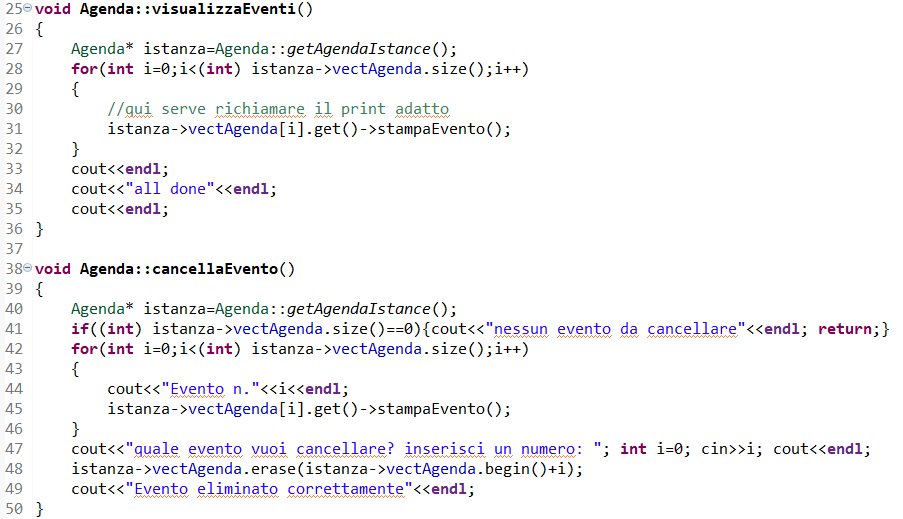 25 void Agenda::visualizzaEventi()
26 {
27     Agenda* istanza=Agenda::getAgendaIstance();
28     for(int i=0;i<(int) istanza->vectAgenda.size();i++)
29     {
30         //qui serve richiamare il print adatto
31         istanza->vectAgenda[i].get()->stampaEvento();
32     }
33     cout<<endl;
34     cout<<"all done"<<endl;
35     cout<<endl;
36 }
37
38 void Agenda::cancellaEvento()
39 {
40     Agenda* istanza=Agenda::getAgendaIstance();
41     if((int) istanza->vectAgenda.size()==0){cout<<"nessun evento da cancellare"<<endl; return;}
42     for(int i=0;i<(int) istanza->vectAgenda.size();i++)
43     {
44         cout<<"Evento n."<<i<<endl;
45         istanza->vectAgenda[i].get()->stampaEvento();
46     }
47     cout<<"quale evento vuoi cancellare? inserisci un numero: "; int i=0; cin>>i; cout<<endl;
48     istanza->vectAgenda.erase(istanza->vectAgenda.begin()+i);
49     cout<<"Evento eliminato correttamente"<<endl;
50 }